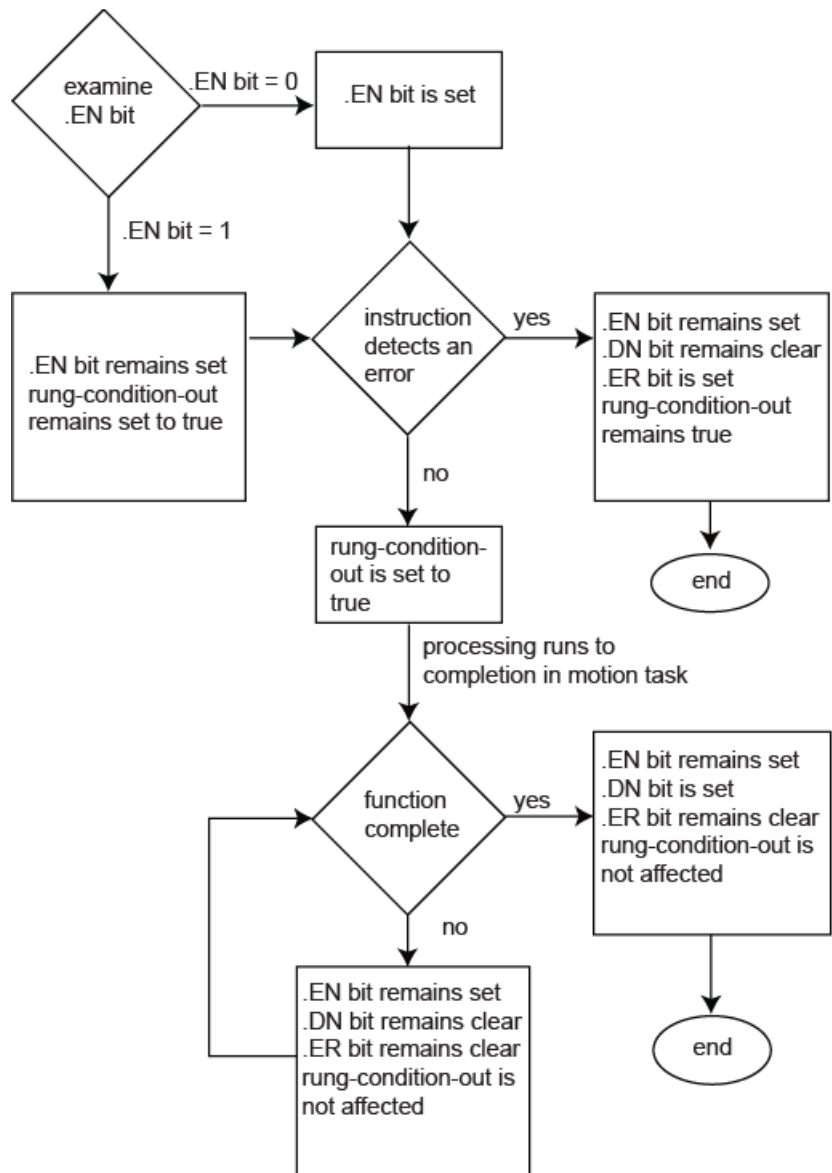 examine
.EN bit
.EN bit = 0
.EN bit is set
.EN bit = 1
.EN bit remains set
rung-condition-out
remains set to true
instruction
detects an
error
yes
.EN bit remains set
.DN bit remains clear
.ER bit is set
rung-condition-out
remains true
end
no
rung-condition-
out is set to
true
processing runs to
completion in motion task
function
complete
yes
.EN bit remains set
.DN bit is set
.ER bit remains clear
rung-condition-out is
not affected
end
no
.EN bit remains set
.DN bit remains clear
.ER bit remains clear
rung-condition-out is
not affected